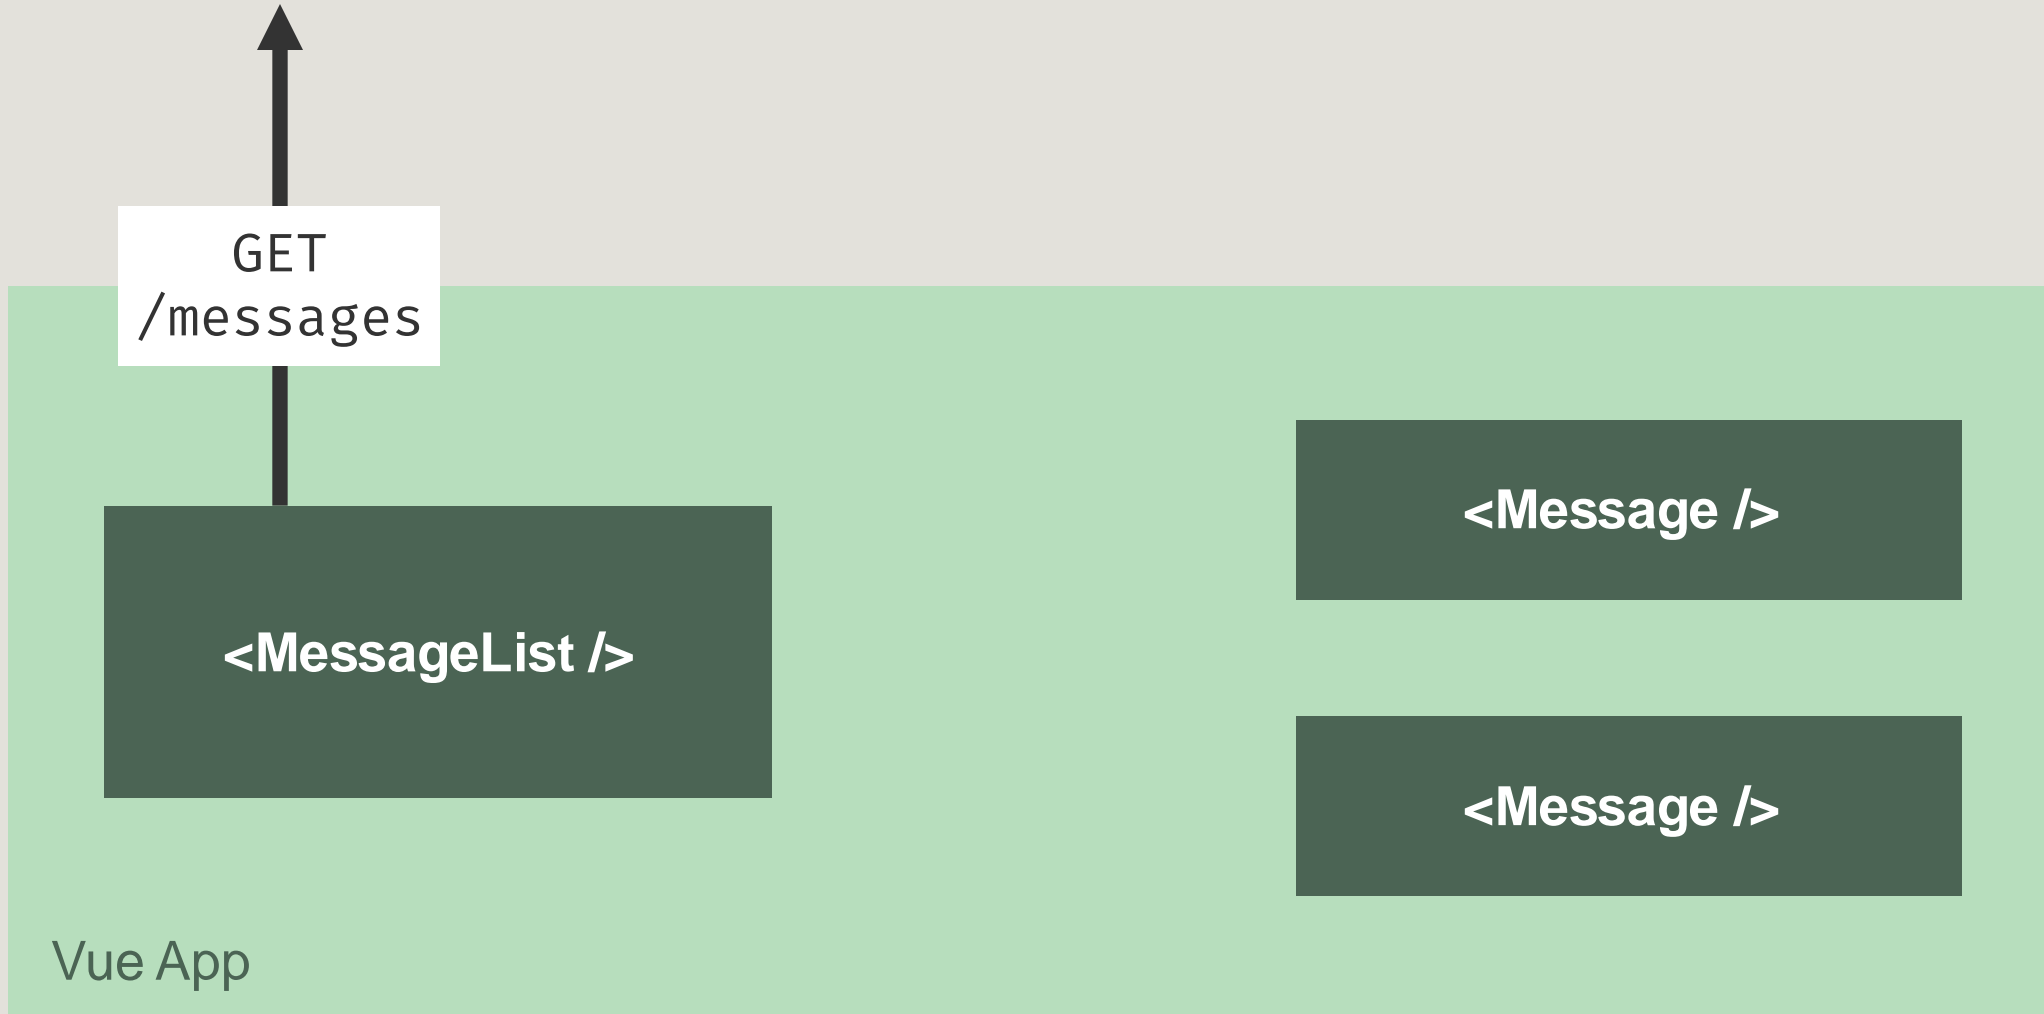 GET
/messages
<Message />
<MessageList />
<Message />
Vue App